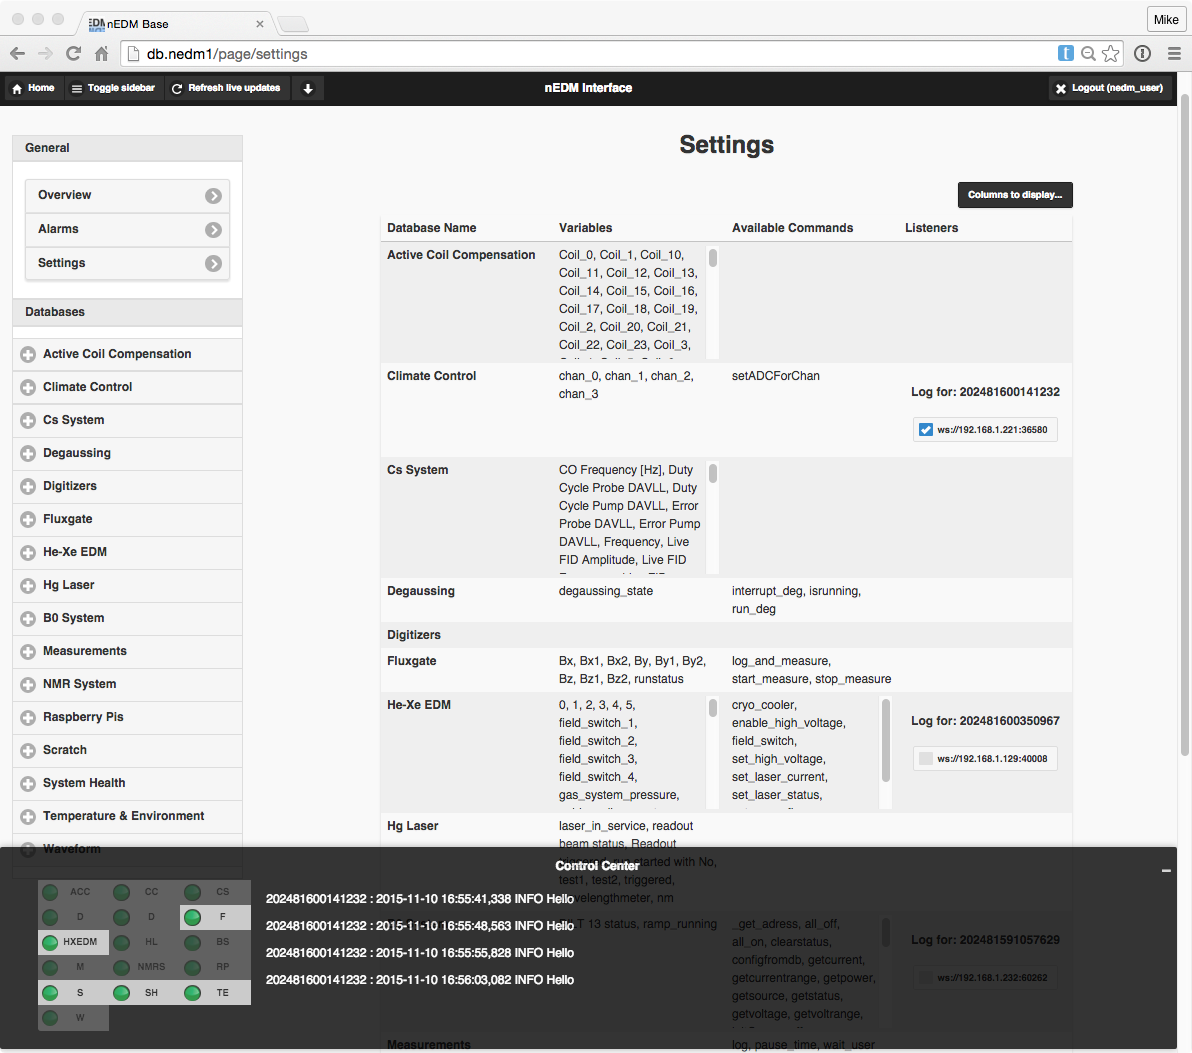 nEDM Base
Mike
db.nedm1/page/settings
Home
Toggle sidebar
Refresh live updates
nEDM Interface
Logout (nedm_user)
General
Overview
Alarms
Settings
Databases
Active Coil Compensation
Climate Control
Cs System
Degaussing
Digitizers
Fluxgate
He-Xe EDM
Hg Laser
B0 System
Measurements
NMR System
Raspberry Pis
Scratch
System Health
Temperature & Environment
Waveform
Settings
Columns to display...
Database Name Variables Available Commands Listeners
Active Coil Compensation
Coil_0, Coil_1, Coil_10,
Coil_11, Coil_12, Coil_13,
Coil_14, Coil_15, Coil_16,
Coil_17, Coil_18, Coil_19,
Coil_2, Coil_20, Coil_21,
Coil_22, Coil_23, Coil_3,
Climate Control
chan_0, chan_1, chan_2,
chan_3
setADCForChan
Log for: 202481600141232
ws://192.168.1.221:36580
Cs System
CO Frequency [Hz], Duty
Cycle Probe DAVLL, Duty
Cycle Pump DAVLL, Error
Probe DAVLL, Error Pump
DAVLL, Frequency, Live
FID Amplitude, Live FID
Degaussing
degaussing_state
interrupt_deg, isrunning,
run_deg
Digitizers
Fluxgate
Bx, Bx1, Bx2, By, By1, By2,
Bz, Bz1, Bz2, runstatus
log_and_measure,
start_measure, stop_measure
He-Xe EDM
0, 1, 2, 3, 4, 5,
field_switch_1,
field_switch_2,
field_switch_3,
field_switch_4,
gas_system_pressure,
cryo_cooler,
enable_high_voltage,
field_switch,
set_high_voltage,
set_laser_current,
set_laser_status,
Log for: 202481600350967
ws://192.168.1.129:40008
Hg Laser
laser_in_service, readout
beam status, Readout
started with No,
test1, test2, triggered,
wavelengthmeter, nm
T 13 status, ramp_running
_get_adress, all_off,
all_on, clearstatus,
configfromdb, getcurrent,
getcurrentrange, getpower,
getsource, getstatus,
getvoltage, getvoltrange,
Log for: 202481591057629
ws://192.168.1.232:60262
Measurements
log, pause_time, wait_user
Control Center
ACC CC CS
D D F
HXEDM HL BS
M NMRS RP
S SH TE
W
202481600141232 : 2015-11-10 16:55:41,338 INFO Hello
202481600141232 : 2015-11-10 16:55:48,563 INFO Hello
202481600141232 : 2015-11-10 16:55:55,828 INFO Hello
202481600141232 : 2015-11-10 16:56:03,082 INFO Hello